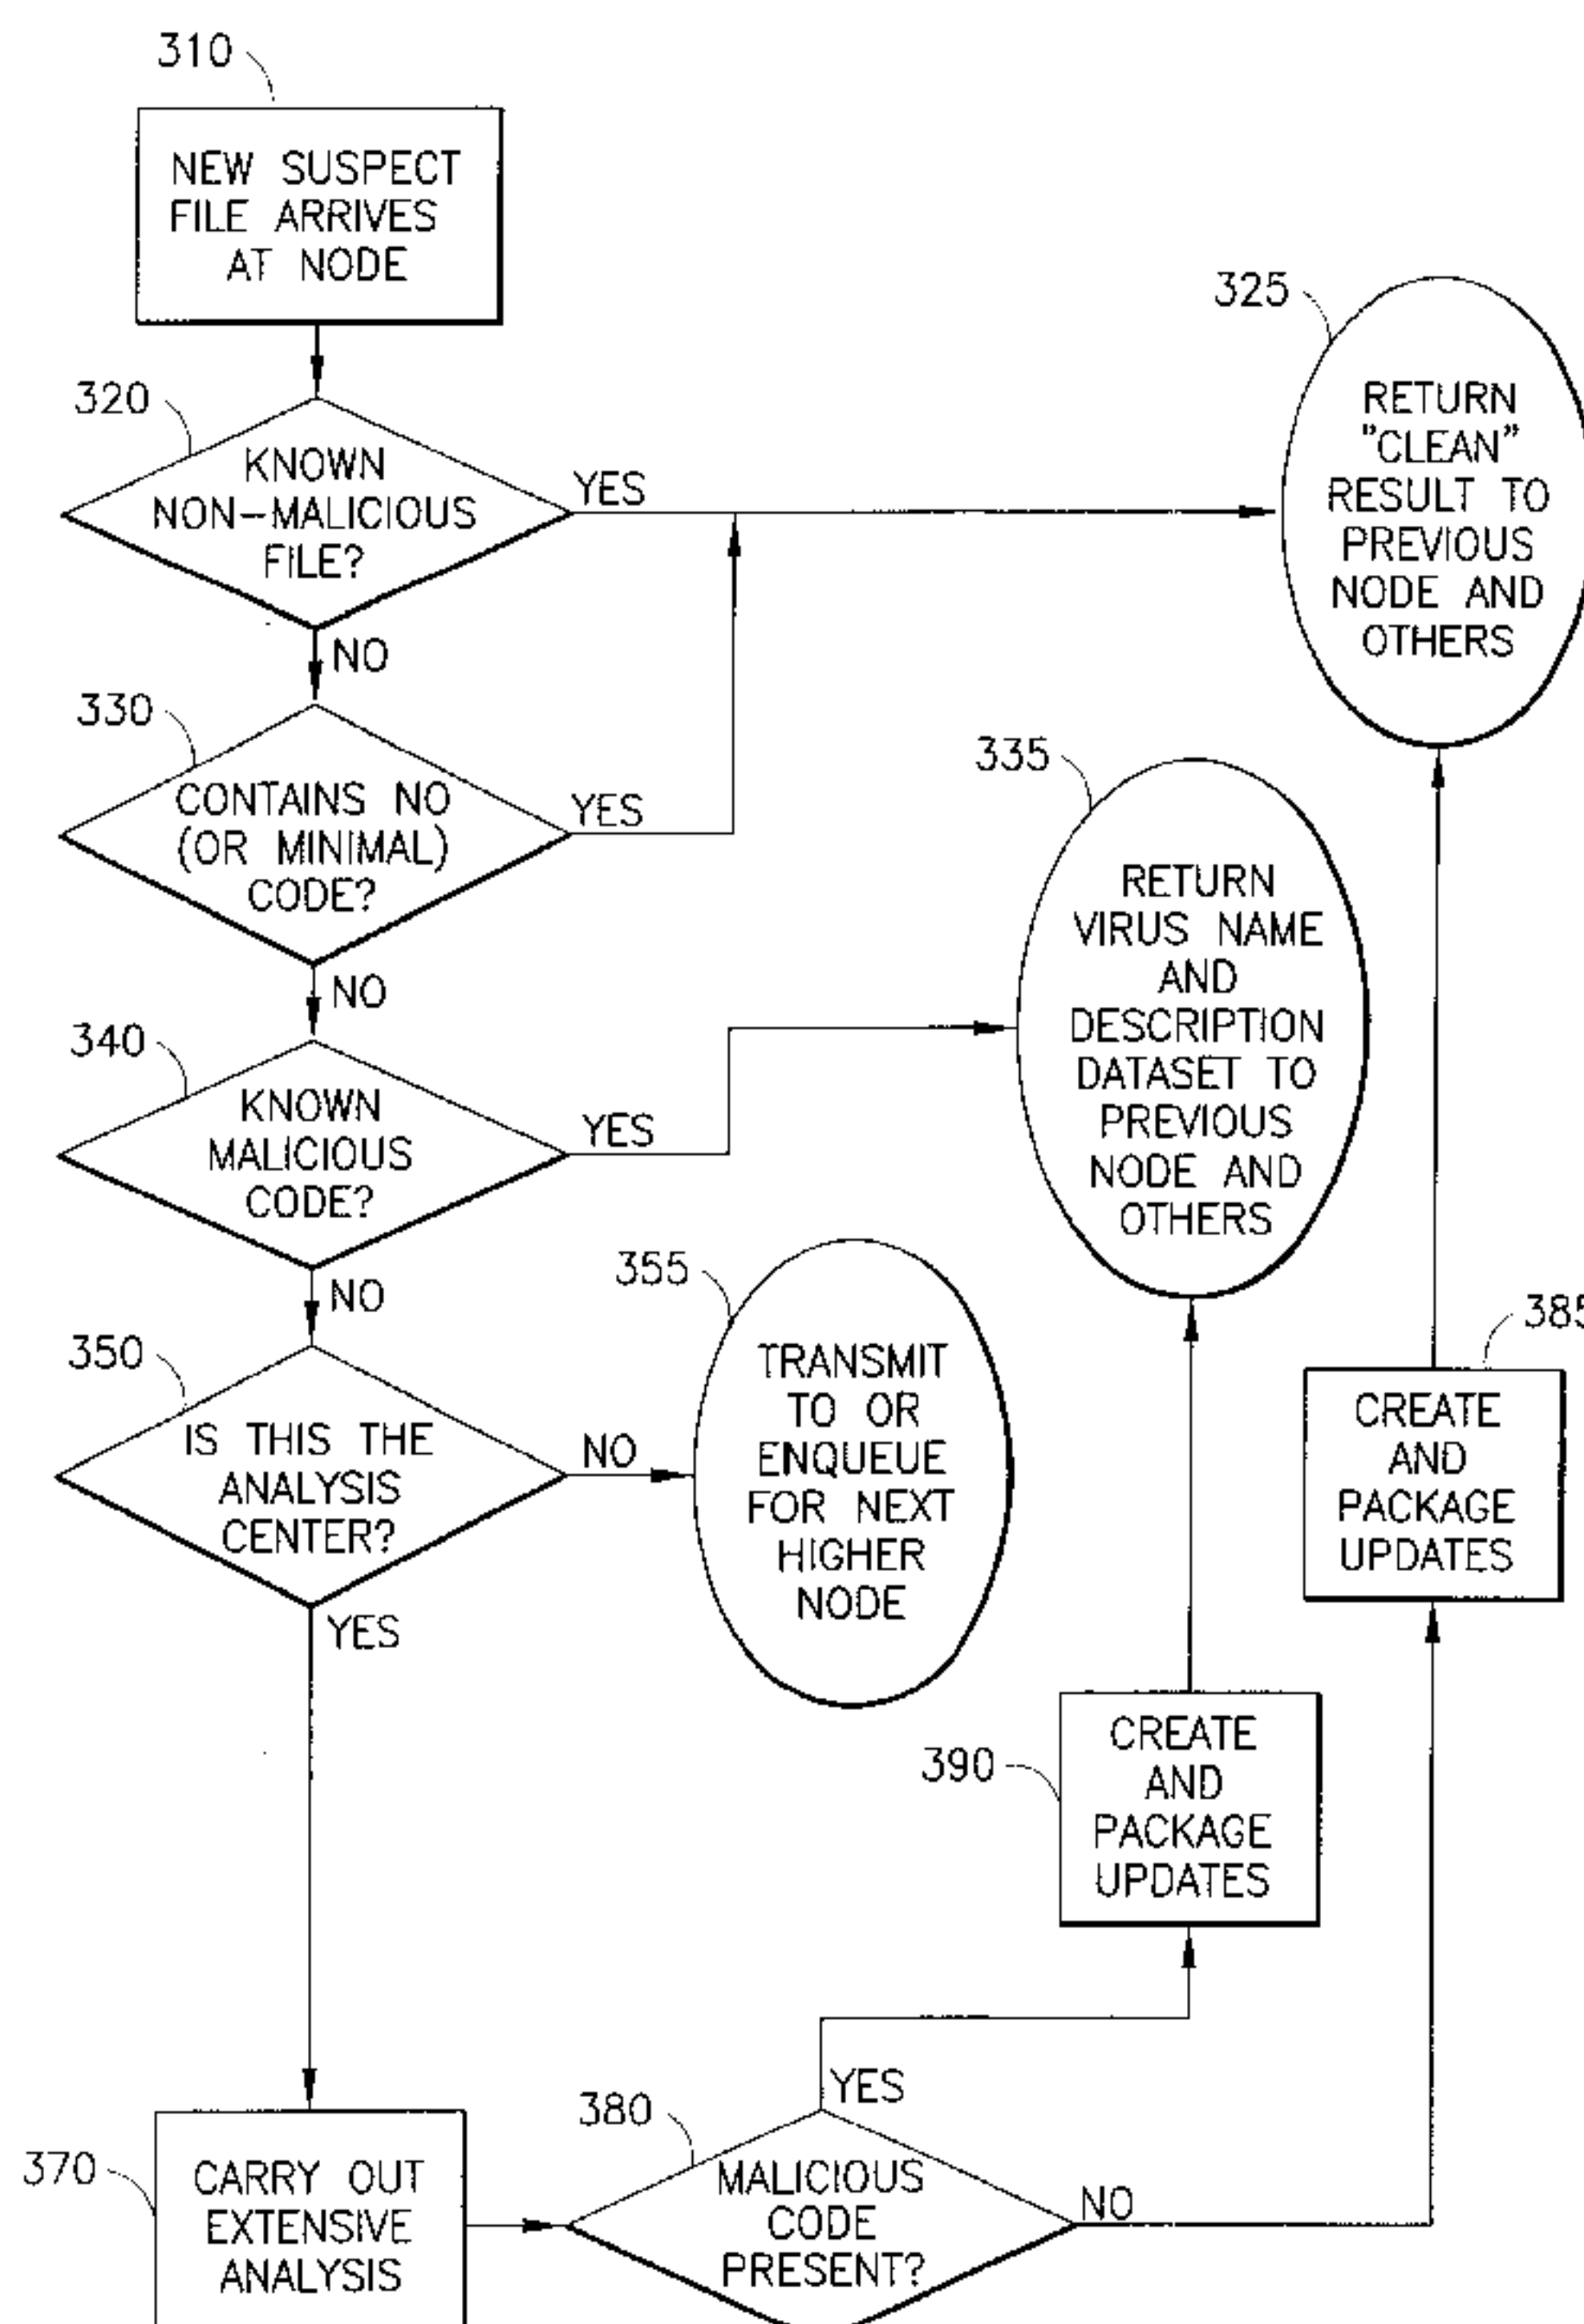 310
NEW SUSPECT
FILE ARRIVES
AT NODE
320
KNOWN
NON-MALICIOUS
FILE?
YES
NO
325
RETURN
"CLEAN"
RESULT TO
PREVIOUS
NODE AND
OTHERS
330
CONTAINS NO
(OR MINIMAL)
CODE?
YES
NO
335
RETURN
VIRUS NAME
AND
DESCRIPTION
DATASET TO
PREVIOUS
NODE AND
OTHERS
340
KNOWN
MALICIOUS
CODE?
YES
NO
350
IS THIS THE
ANALYSIS
CENTER?
NO
YES
355
TRANSMIT
TO OR
ENQUEUE
FOR NEXT
HIGHER
NODE
385
CREATE
AND
PACKAGE
UPDATES
390
CREATE
AND
PACKAGE
UPDATES
370
CARRY OUT
EXTENSIVE
ANALYSIS
380
MALICIOUS
CODE
PRESENT?
YES
NO